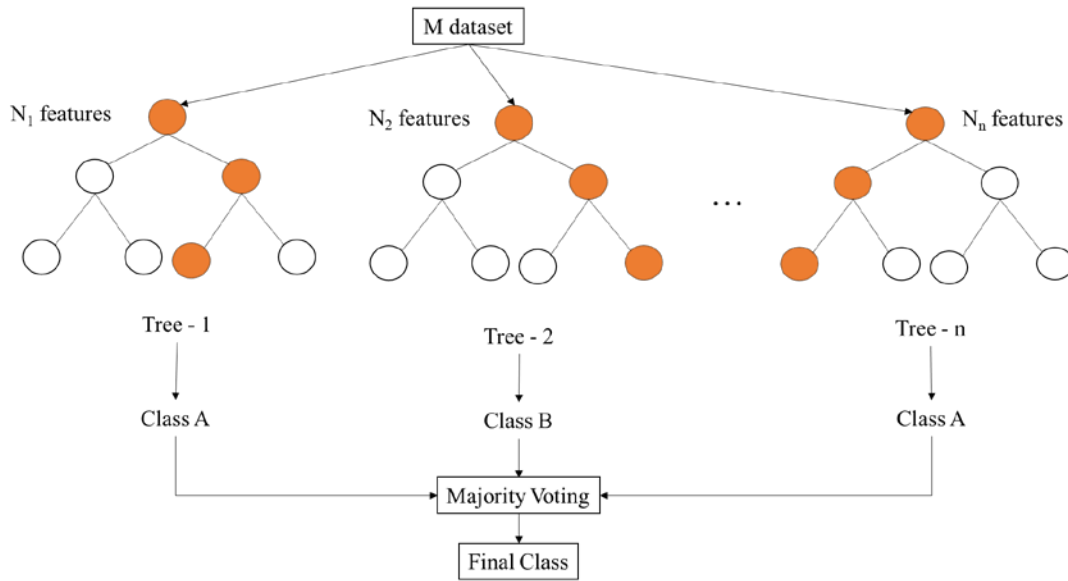 M dataset
N₁ features
N₂ features
Nₙ features
...
Tree - 1
Tree - 2
Tree - n
Class A
Class B
Class A
Majority Voting
Final Class